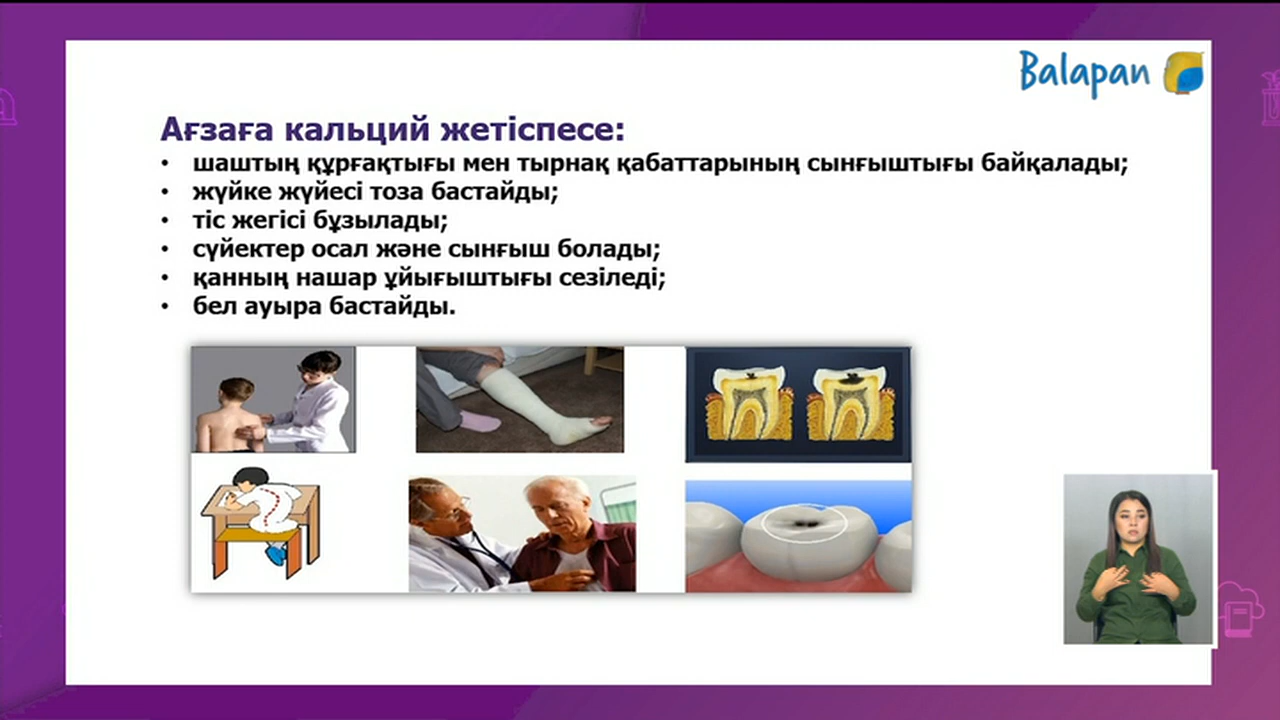 Balapan
Ағзаға кальций жетіспесе:
• шаштың құрғақтығы мен тырнақ қабаттарының сынғыштығы байқалады;
• жүйке жүйесі тоза бастайды;
• тіс жегісі бұзылады;
• сүйектер осал және сынғыш болады;
• қанның нашар ұйығыштығы сезіледі;
• бел ауыра бастайды.